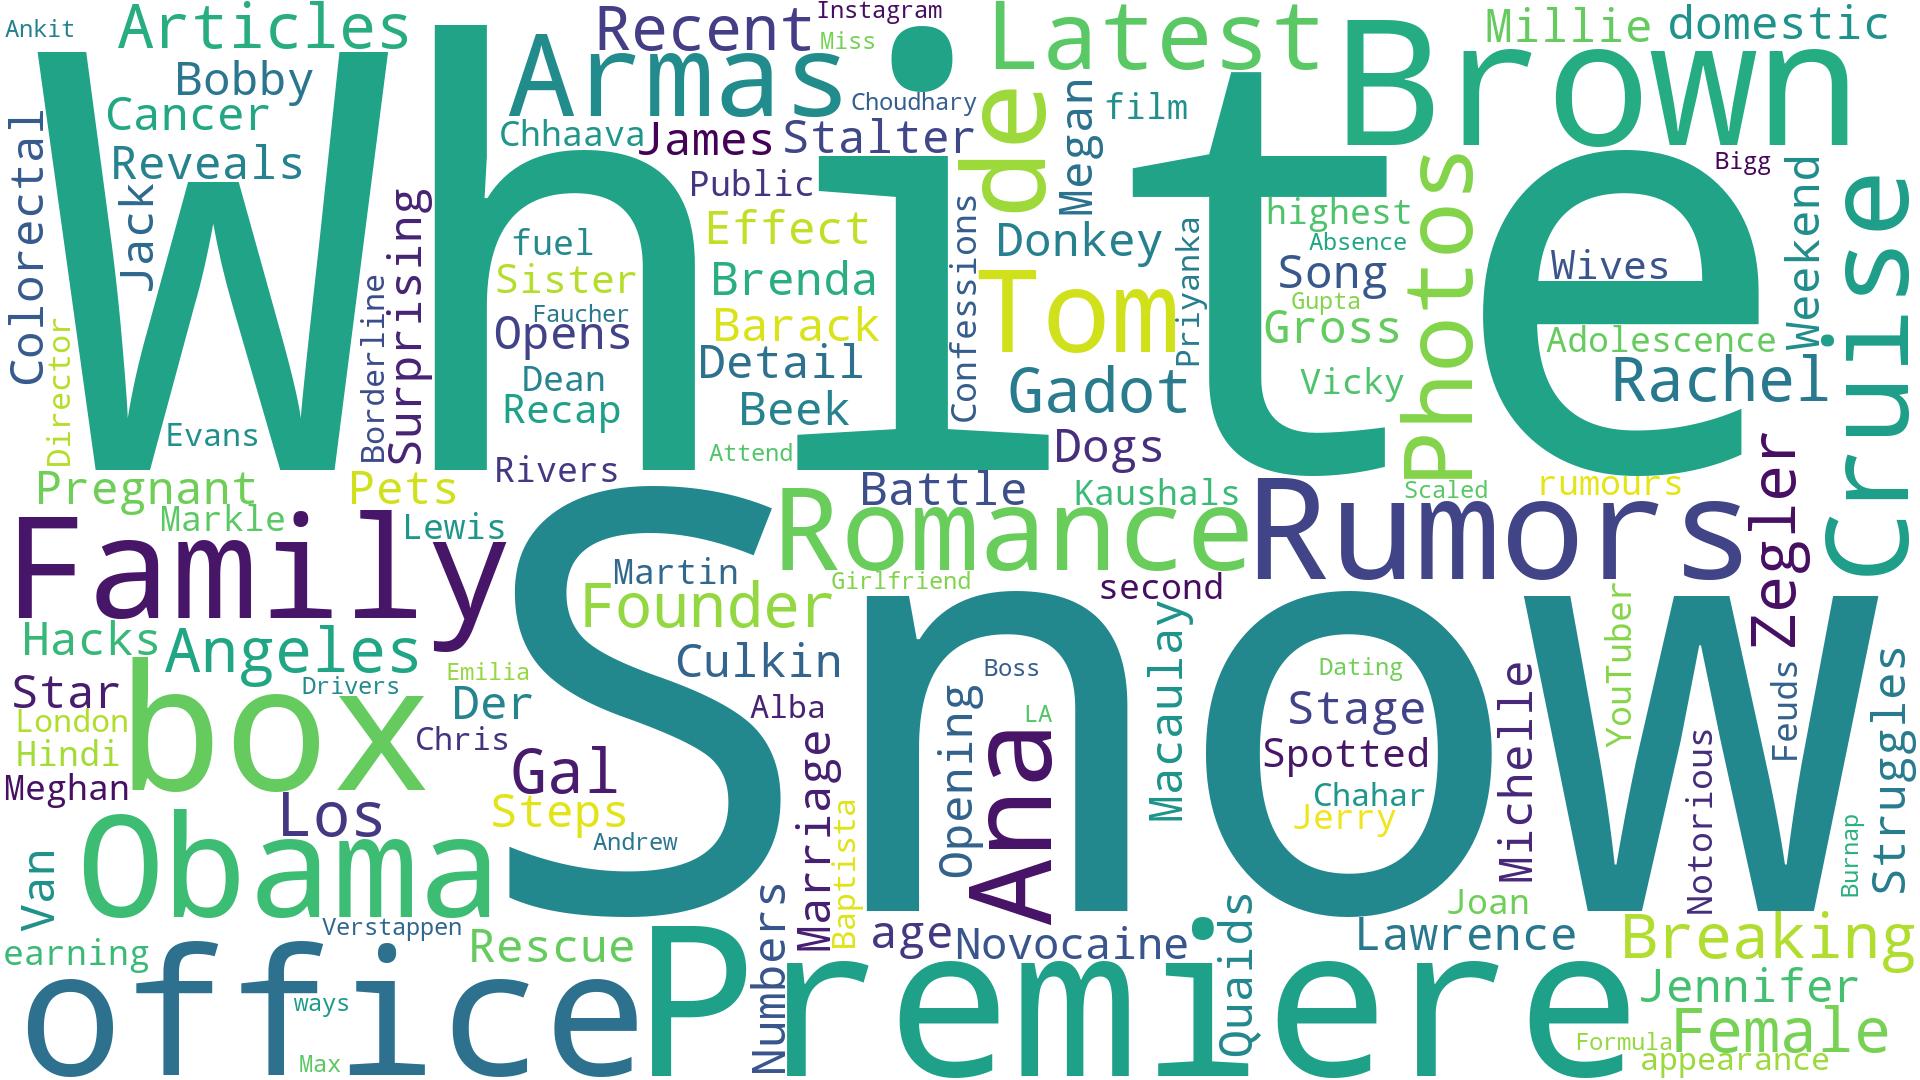 Ankit
Articles
Recent
Instagram
Miss
Latest
Brown
Millie
domestic
Bobby
Armas
Cancer
Choudhary
Megan
film
Chhaava
James
Stalter
de
Reveals
Colorectal
Jack
Public
Bigg
White
Surprising
Effect
Confessions
Donkey
highest
Photos
Weekend
Cruise
fuel
Absence
Priyanka
Sister
Brenda
Song
Wives
Borderline
Faucher
Tom
Gupta
Opens
Barack
Gross
Adolescence
Director
Detail
Dean
Gadot
Vicky
Rachel
Recap
Beek
Evans
Attend
Dogs
Rivers
Pregnant
Pets
Battle
Kaushals
Scaled
rumours
Markle
Lewis
Romance
Rumors
Zegler
Family
Martin
Girlfriend
second
Founder
Snow
Hacks
Angeles
Culkin
Macaulay
YouTuber
Emilia
Boss
Dating
Star
Drivers
Der
Alba
Opening
LA
Stage
Michelle
Feuds
Struggles
London
box
Chris
Ana
Spotted
Hindi
Meghan
Gal
Marriage
Chahar
Notorious
Los
Steps
Jerry
Obama
Andrew
Baptista
Burnap
Van
Joan
Verstappen
Numbers
age
Novocaine
Quaids
Lawrence
Breaking
earning
Rescue
office
Premiere
Jennifer
ways
Female
Formula
Max
appearance